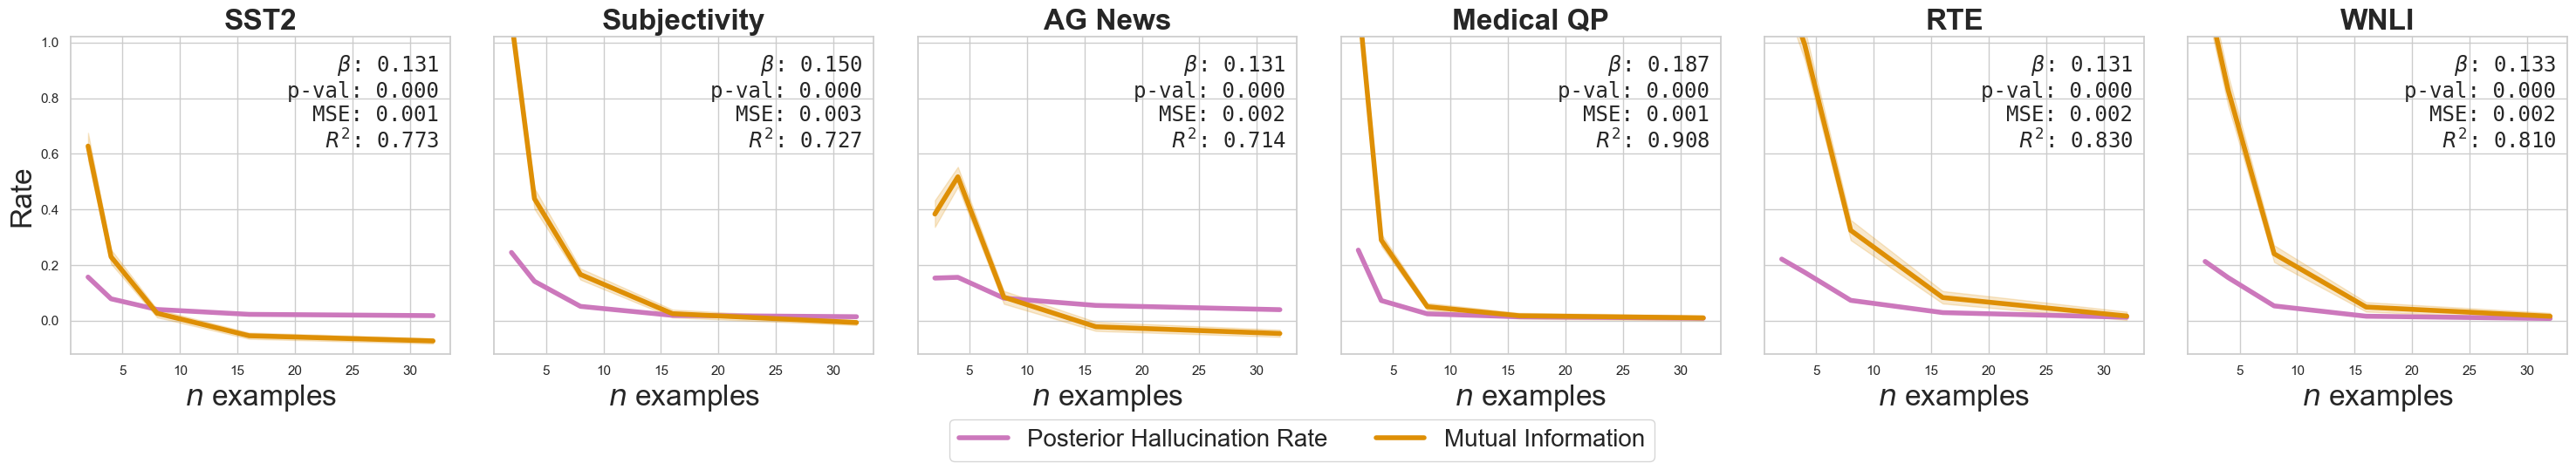 SST2
Subjectivity
AG News
Medical QP
RTE
WNLI
Rate
1.0
0.8
0.6
0.4
0.2
0.0
β: 0.131
p-val: 0.000
MSE: 0.001
R²: 0.773
5 10 15 20 25 30
n examples
β: 0.150
p-val: 0.000
MSE: 0.003
R²: 0.727
5 10 15 20 25 30
n examples
β: 0.131
p-val: 0.000
MSE: 0.002
R²: 0.714
5 10 15 20 25 30
n examples
β: 0.187
p-val: 0.000
MSE: 0.001
R²: 0.908
5 10 15 20 25 30
n examples
β: 0.131
p-val: 0.000
MSE: 0.002
R²: 0.830
5 10 15 20 25 30
n examples
β: 0.133
p-val: 0.000
MSE: 0.002
R²: 0.810
5 10 15 20 25 30
n examples
Posterior Hallucination Rate
Mutual Information